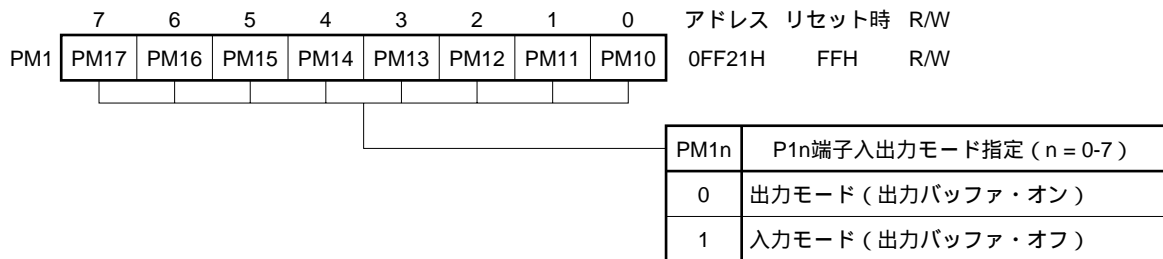 7 6 5 4 3 2 1 0 アドレス リセット時 R/W
PM1 PM17 PM16 PM15 PM14 PM13 PM12 PM11 PM10 0FF21H FFH R/W
PM1n P1n端子入出力モード指定(n = 0-7)
0 出力モード(出力バッファ・オン)
1 入力モード(出力バッファ・オフ)